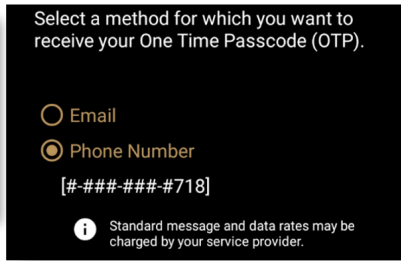 Select a method for which you want to
receive your One Time Passcode (OTP).
Email
Phone Number
[#-###-###-#718]
Standard message and data rates may be
charged by your service provider.